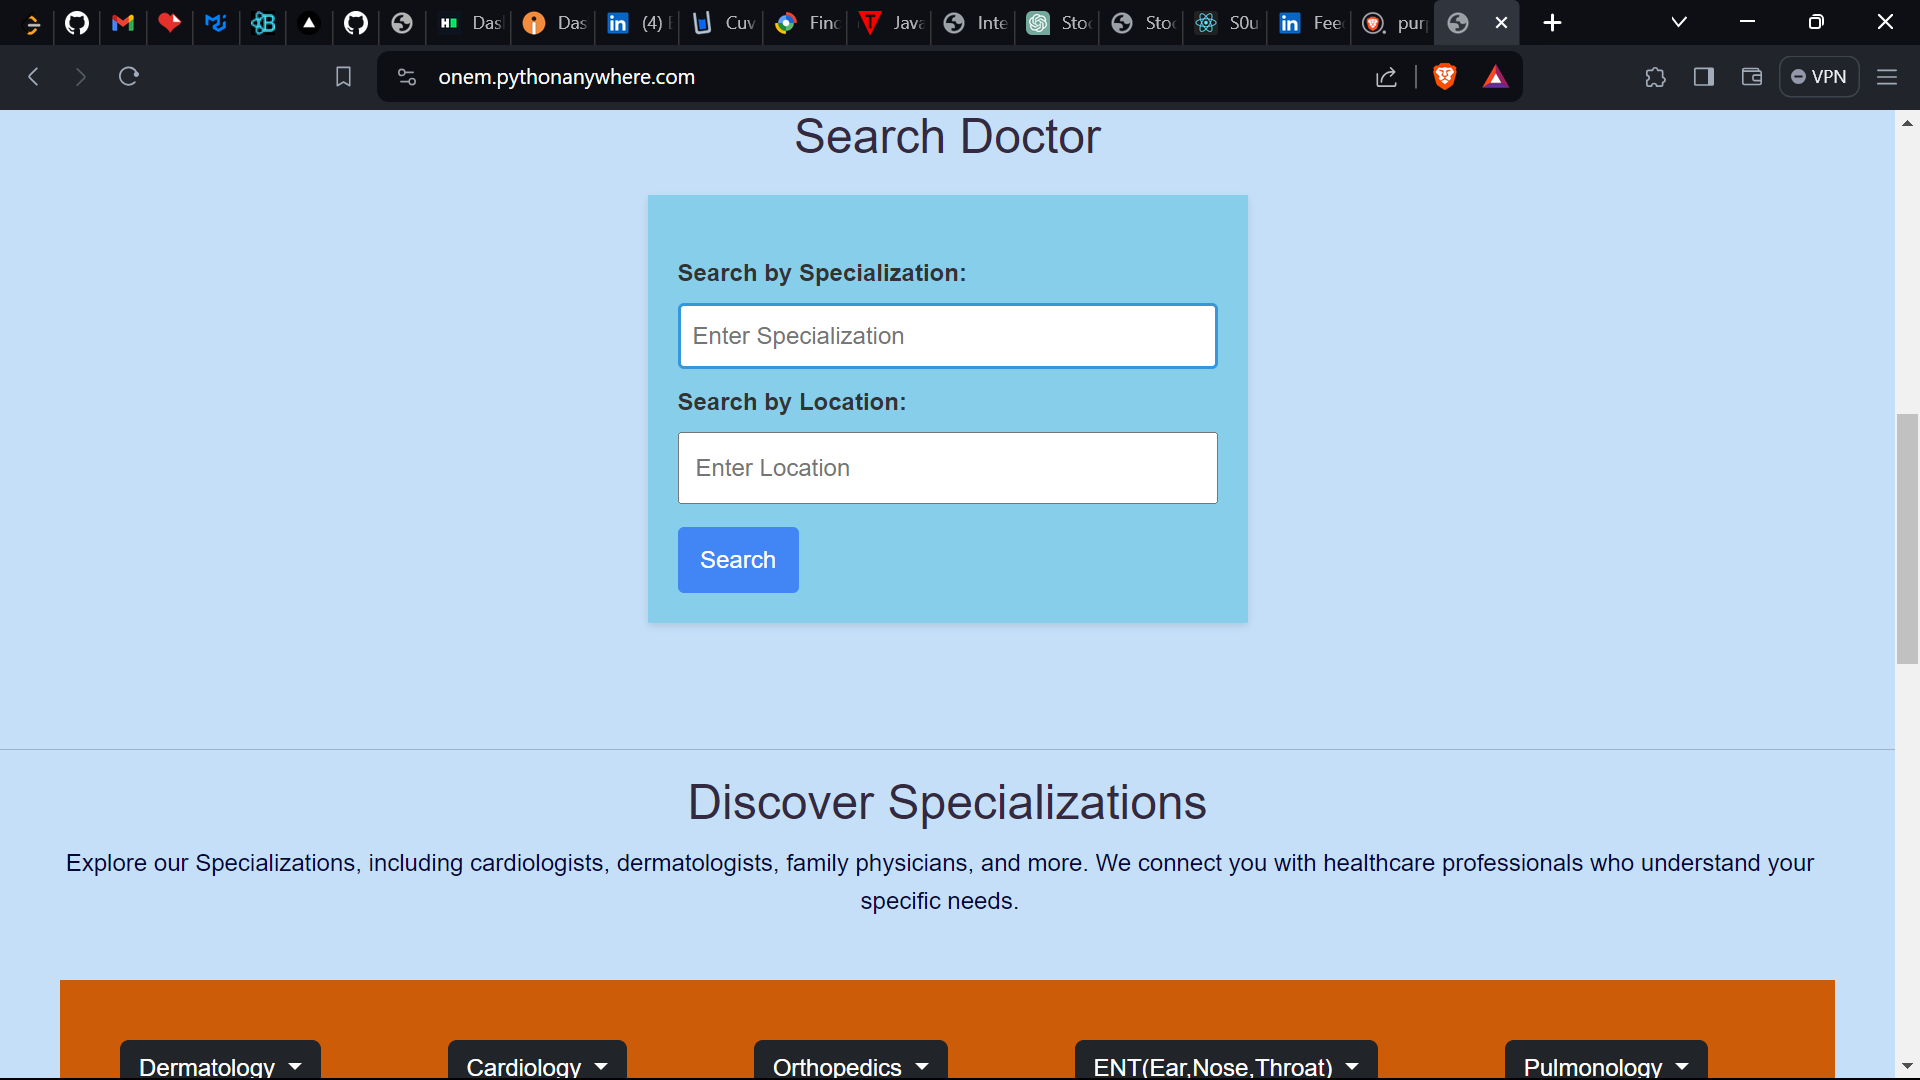 Das
Das
(4)
Cuv
Finc
Java
Inte
Stoc
Stoc
S0u
Fee
pur
onem.pythonanywhere.com
VPN
Search Doctor
Search by Specialization:
Enter Specialization
Search by Location:
Enter Location
Search
Discover Specializations
Explore our Specializations, including cardiologists, dermatologists, family physicians, and more. We connect you with healthcare professionals who understand your
specific needs.
Dermatology
Cardiology
Orthopedics
ENT(Ear,Nose,Throat)
Pulmonology